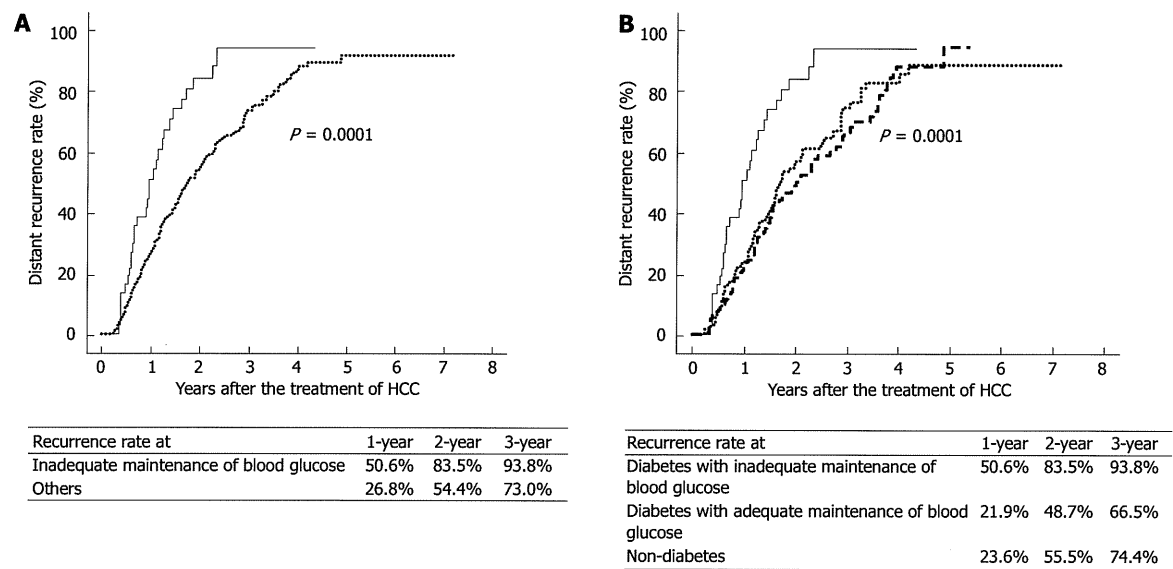 A
Distant recurrence rate (%)
100
80
60
40
20
0
P = 0.0001
0 1 2 3 4 5 6 7 8
Years after the treatment of HCC
Recurrence rate at 1-year 2-year 3-year
Inadequate maintenance of blood glucose 50.6% 83.5% 93.8%
Others 26.8% 54.4% 73.0%
B
Distant recurrence rate (%)
100
80
60
40
20
0
P = 0.0001
0 1 2 3 4 5 6 7 8
Years after the treatment of HCC
Recurrence rate at 1-year 2-year 3-year
Diabetes with inadequate maintenance of 50.6% 83.5% 93.8%
blood glucose
Diabetes with adequate maintenance of blood 21.9% 48.7% 66.5%
glucose
Non-diabetes 23.6% 55.5% 74.4%